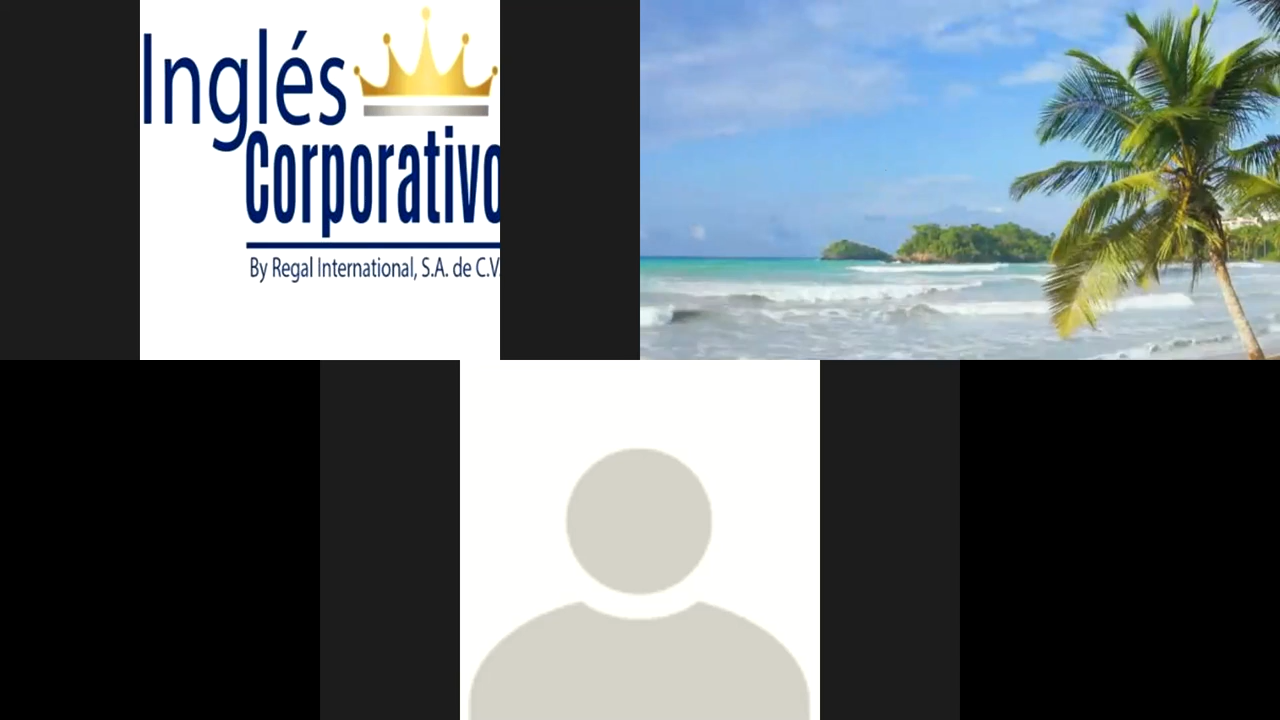 Inglés
Corporativo
By Regal International, S.A. de C.V.